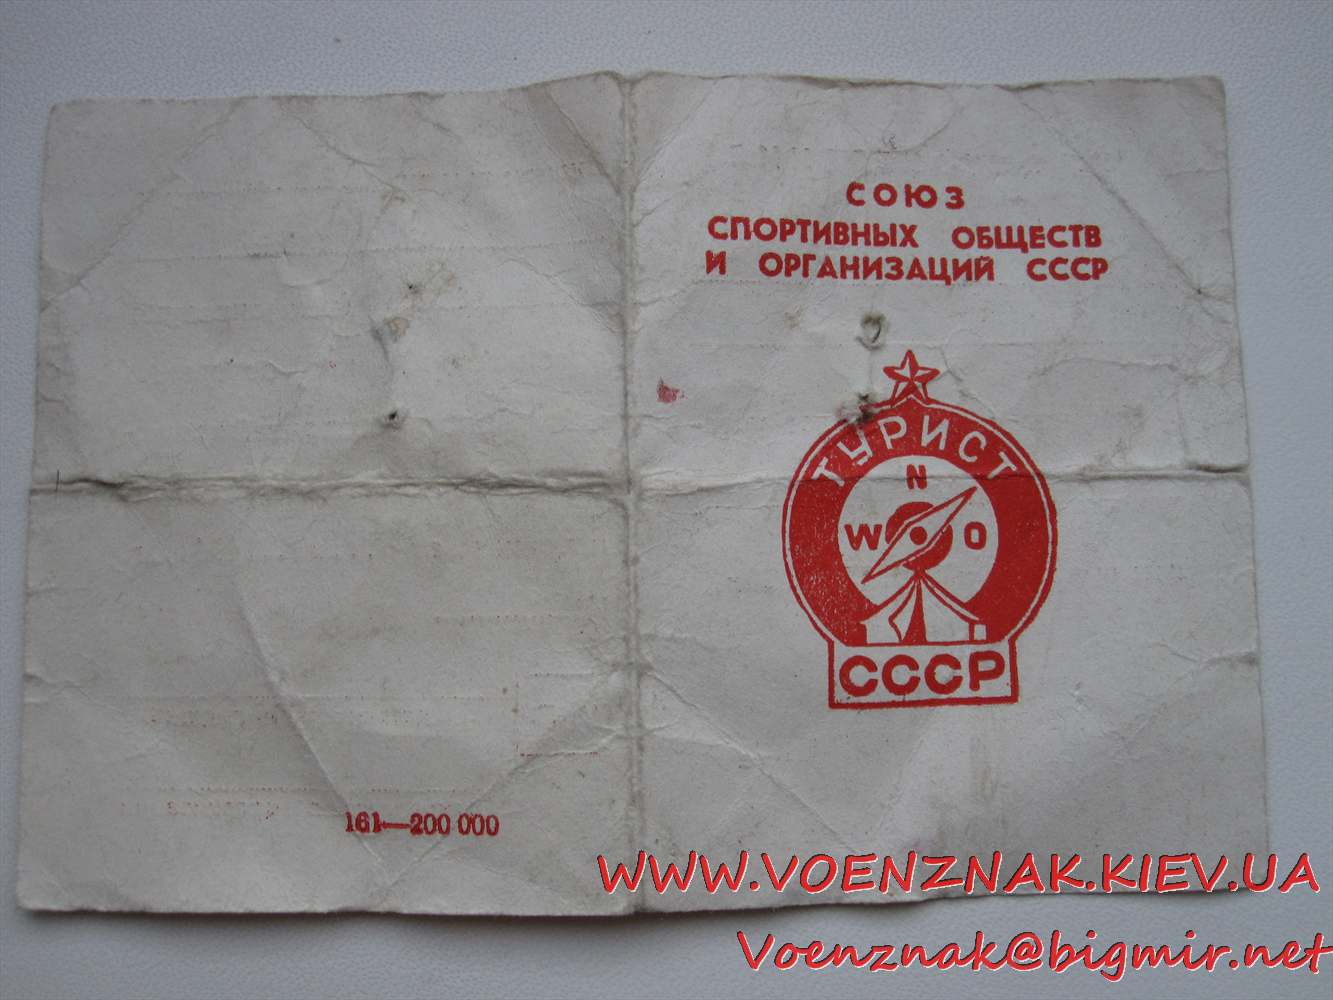 СОЮЗ
СПОРТИВНЫХ ОБЩЕСТВ
И ОРГАНИЗАЦИЙ СССР
ТУРИСТ
N
W O
СССР
161—200 000
WWW.VOENZNAK.KIEV.UA
Voenznak@bigmir.net